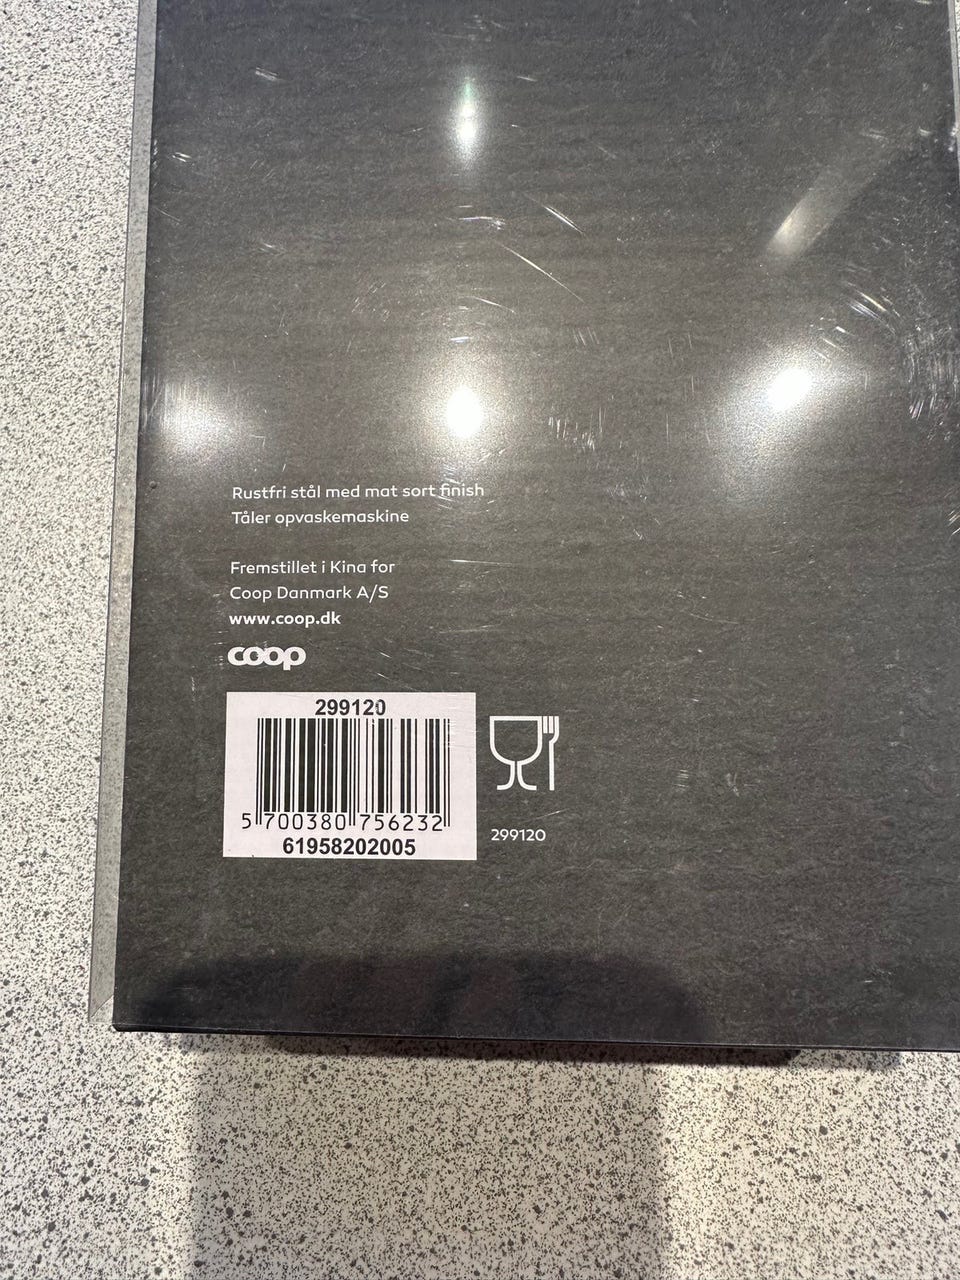 Rustfri stål med mat sort finish
Tåler opvaskemaskine
Fremstillet i Kina for
Coop Danmark A/S
www.coop.dk
coop
299120
5 700380 756232
61958202005
299120